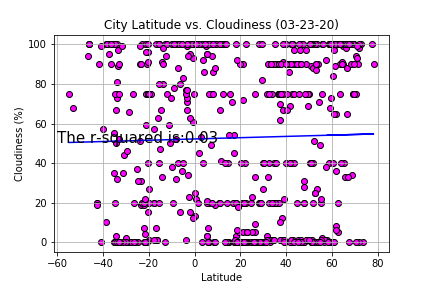 City Latitude vs. Cloudiness (03-23-20)
100
80
60
40
20
0
Cloudiness (%)
The r-squared is:0.03
−60 −40 −20 0 20 40 60 80
Latitude